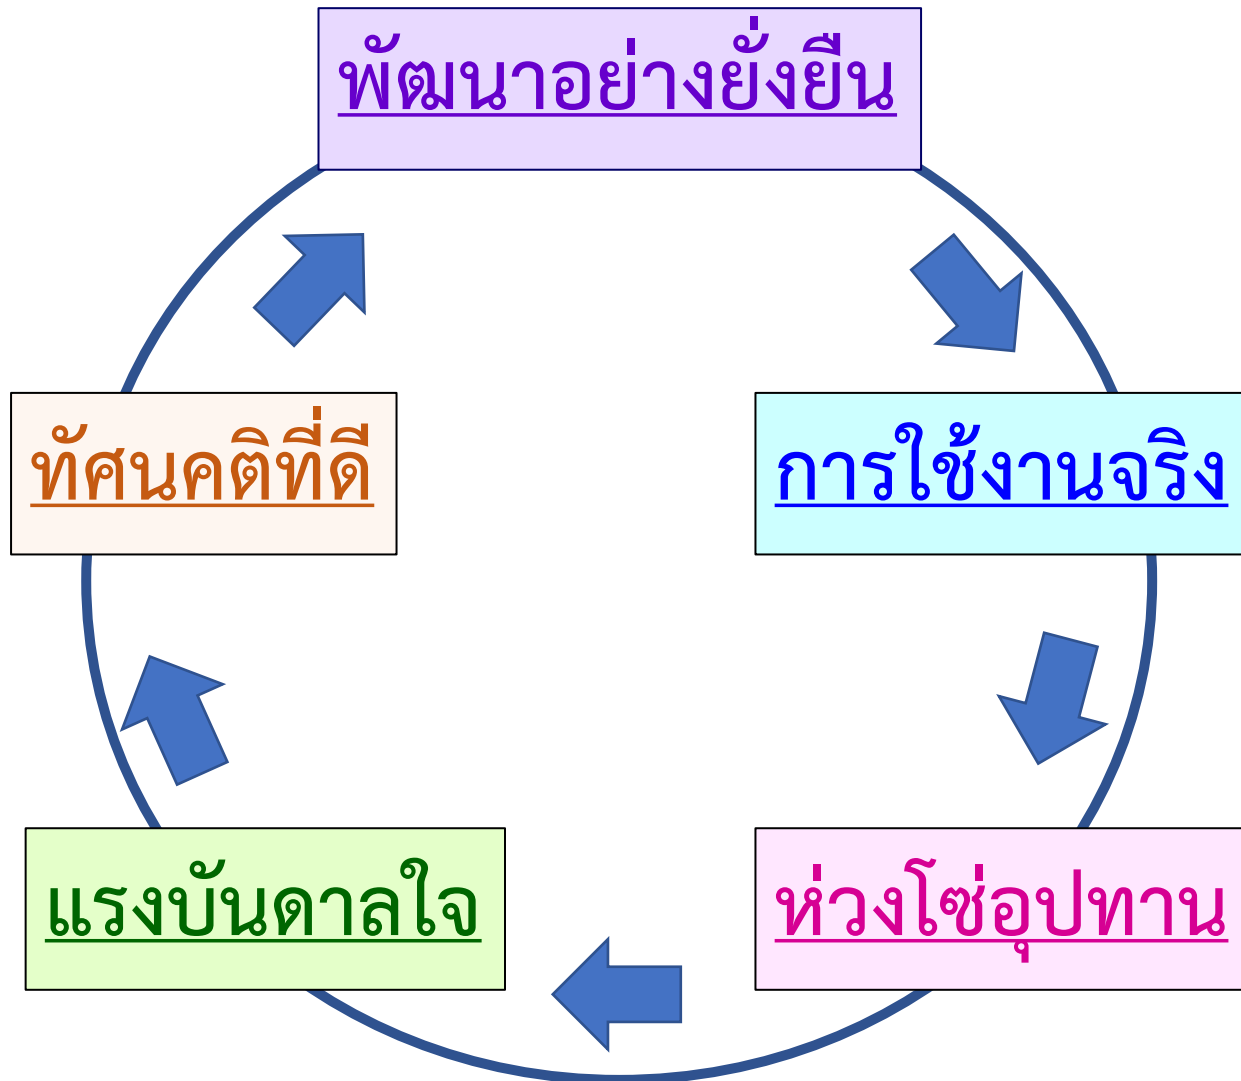 พัฒนาอย่างยั่งยืน
ทัศนคติที่ดี
การใช้งานจริง
แรงบันดาลใจ
ห่วงโซ่อุปทาน